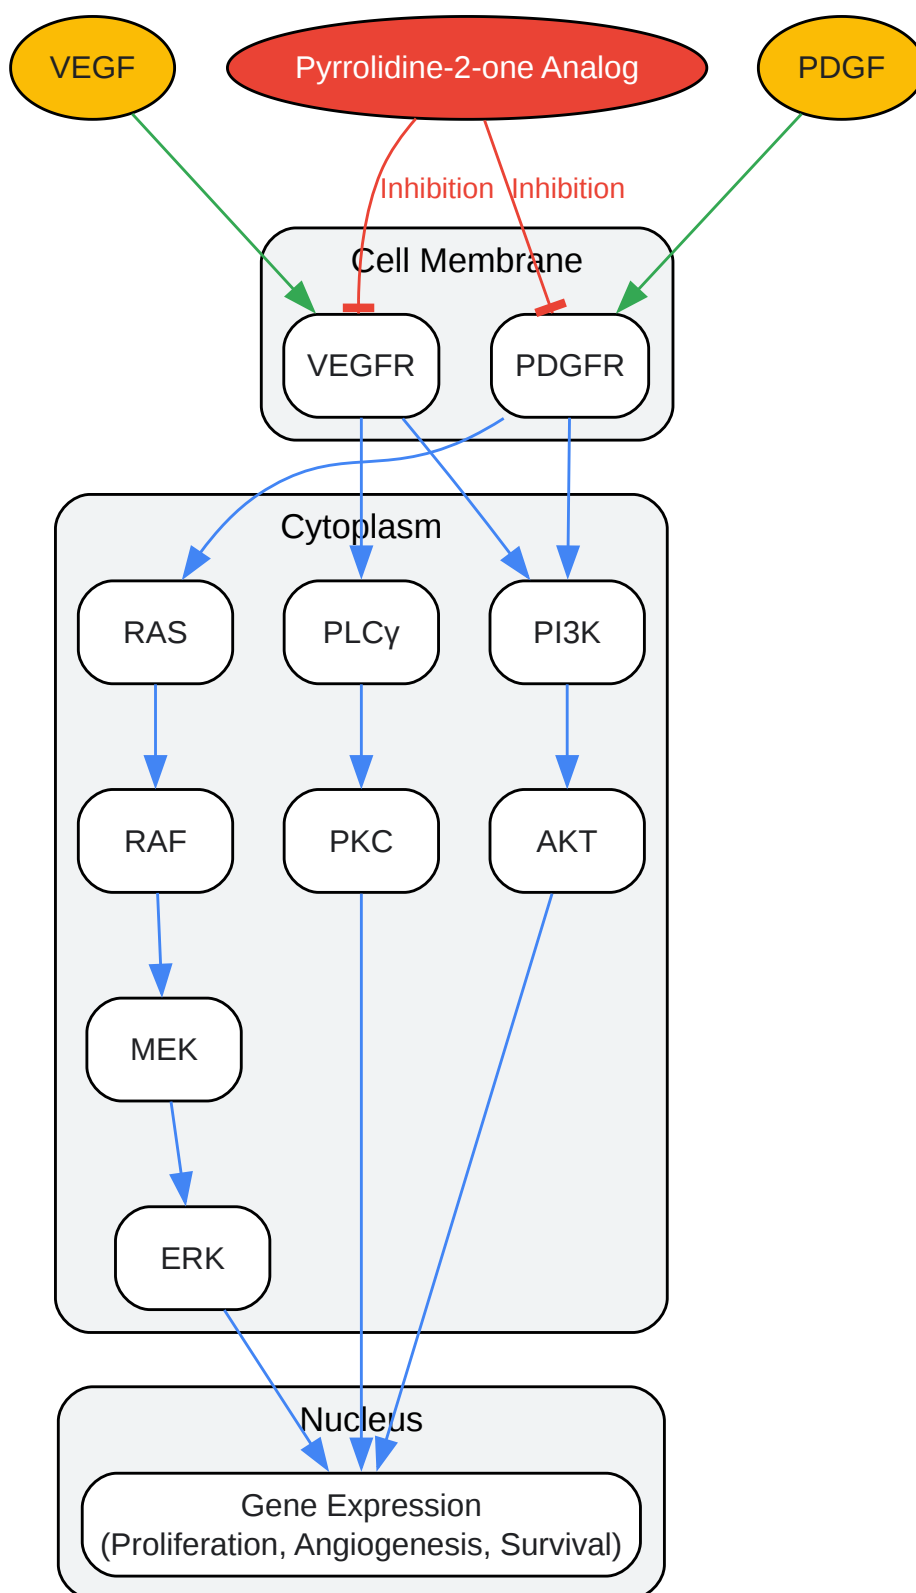 VEGF
Pyrrolidine-2-one Analog
PDGF
Inhibition
Inhibition
Cell Membrane
VEGFR
PDGFR
Cytoplasm
RAS
PLCγ
PI3K
RAF
PKC
AKT
MEK
ERK
Nucleus
Gene Expression
(Proliferation, Angiogenesis, Survival)